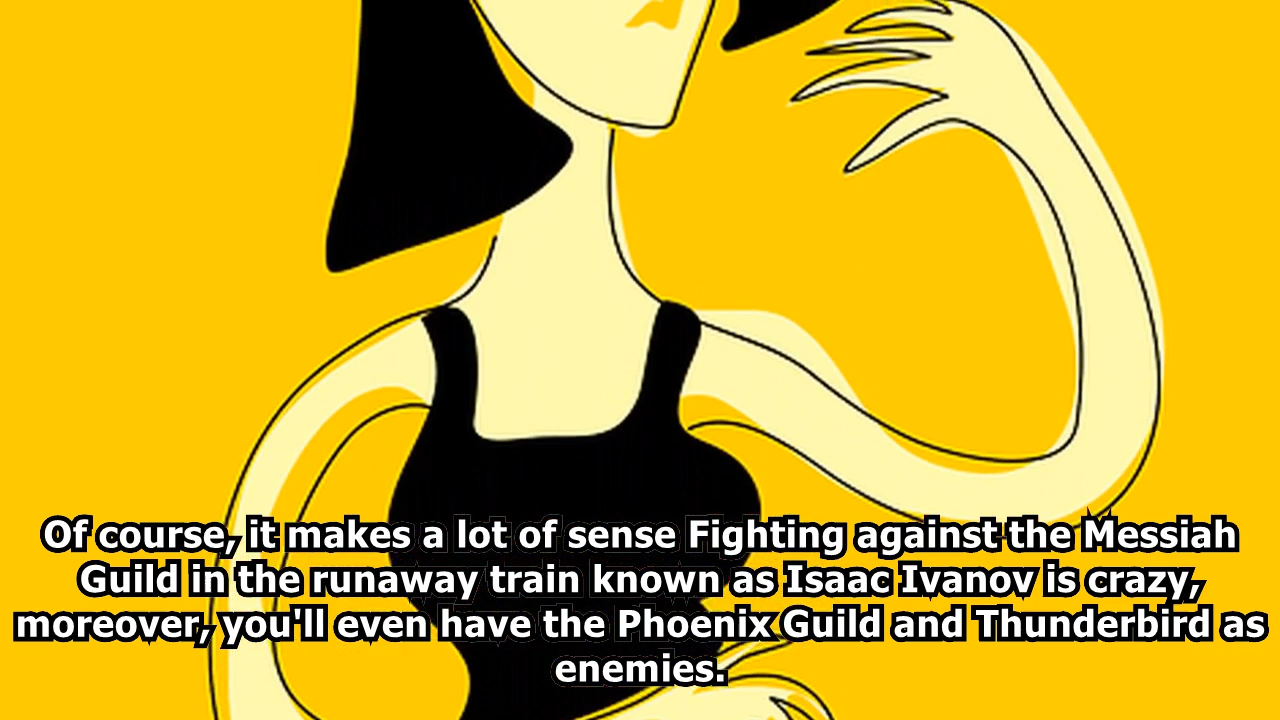 Of course, it makes a lot of sense Fighting against the Messiah
Guild in the runaway train known as Isaac Ivanov is crazy,
moreover, you'll even have the Phoenix Guild and Thunderbird as
enemies.